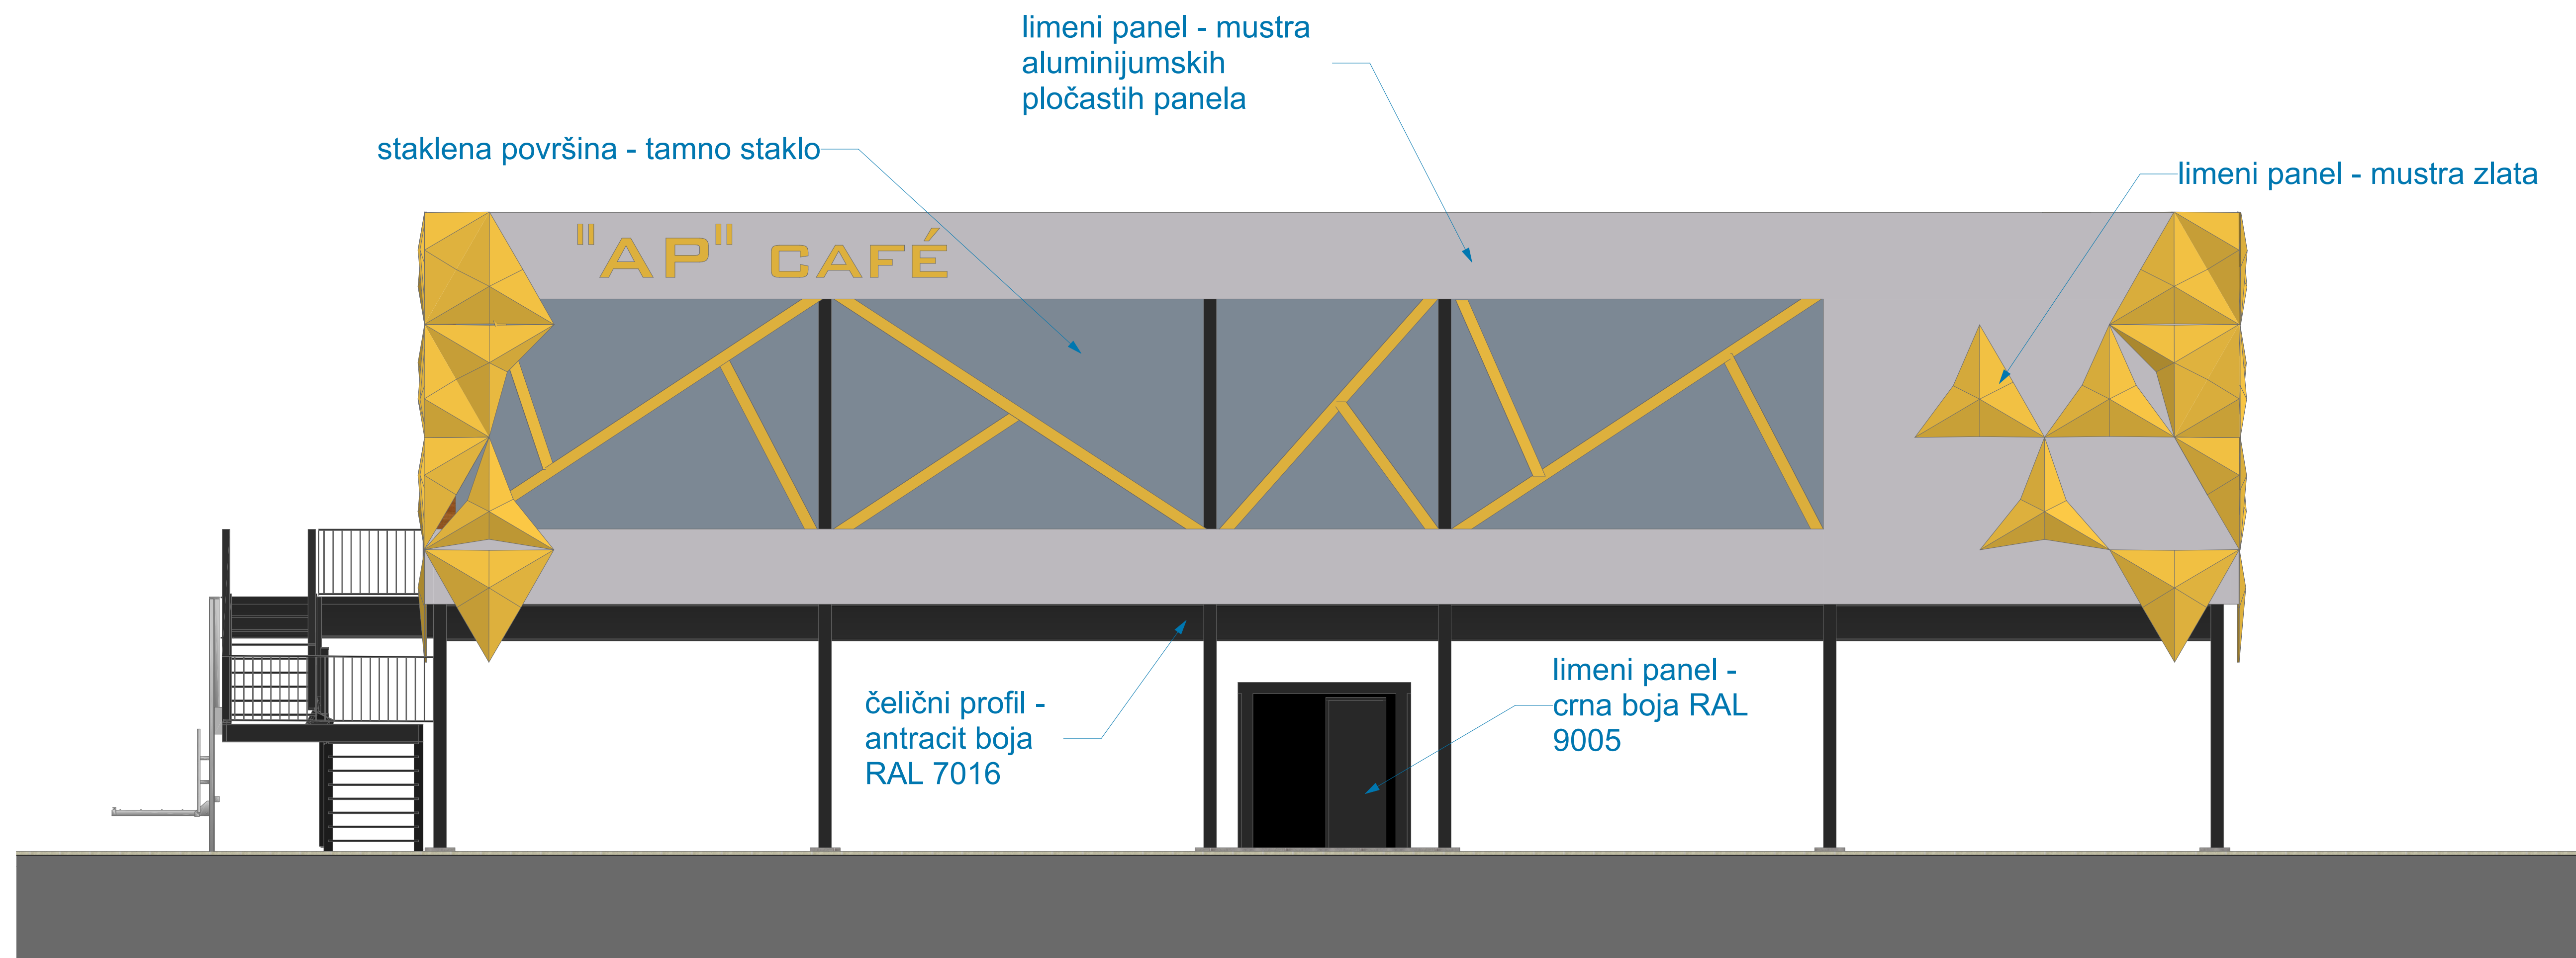 limeni panel - mustra
aluminijumskih
pločastih panela
staklena površina - tamno staklo
limeni panel - mustra zlata
"AP" CAFÉ
čelični profil -
antracit boja
RAL 7016
limeni panel -
crna boja RAL
9005